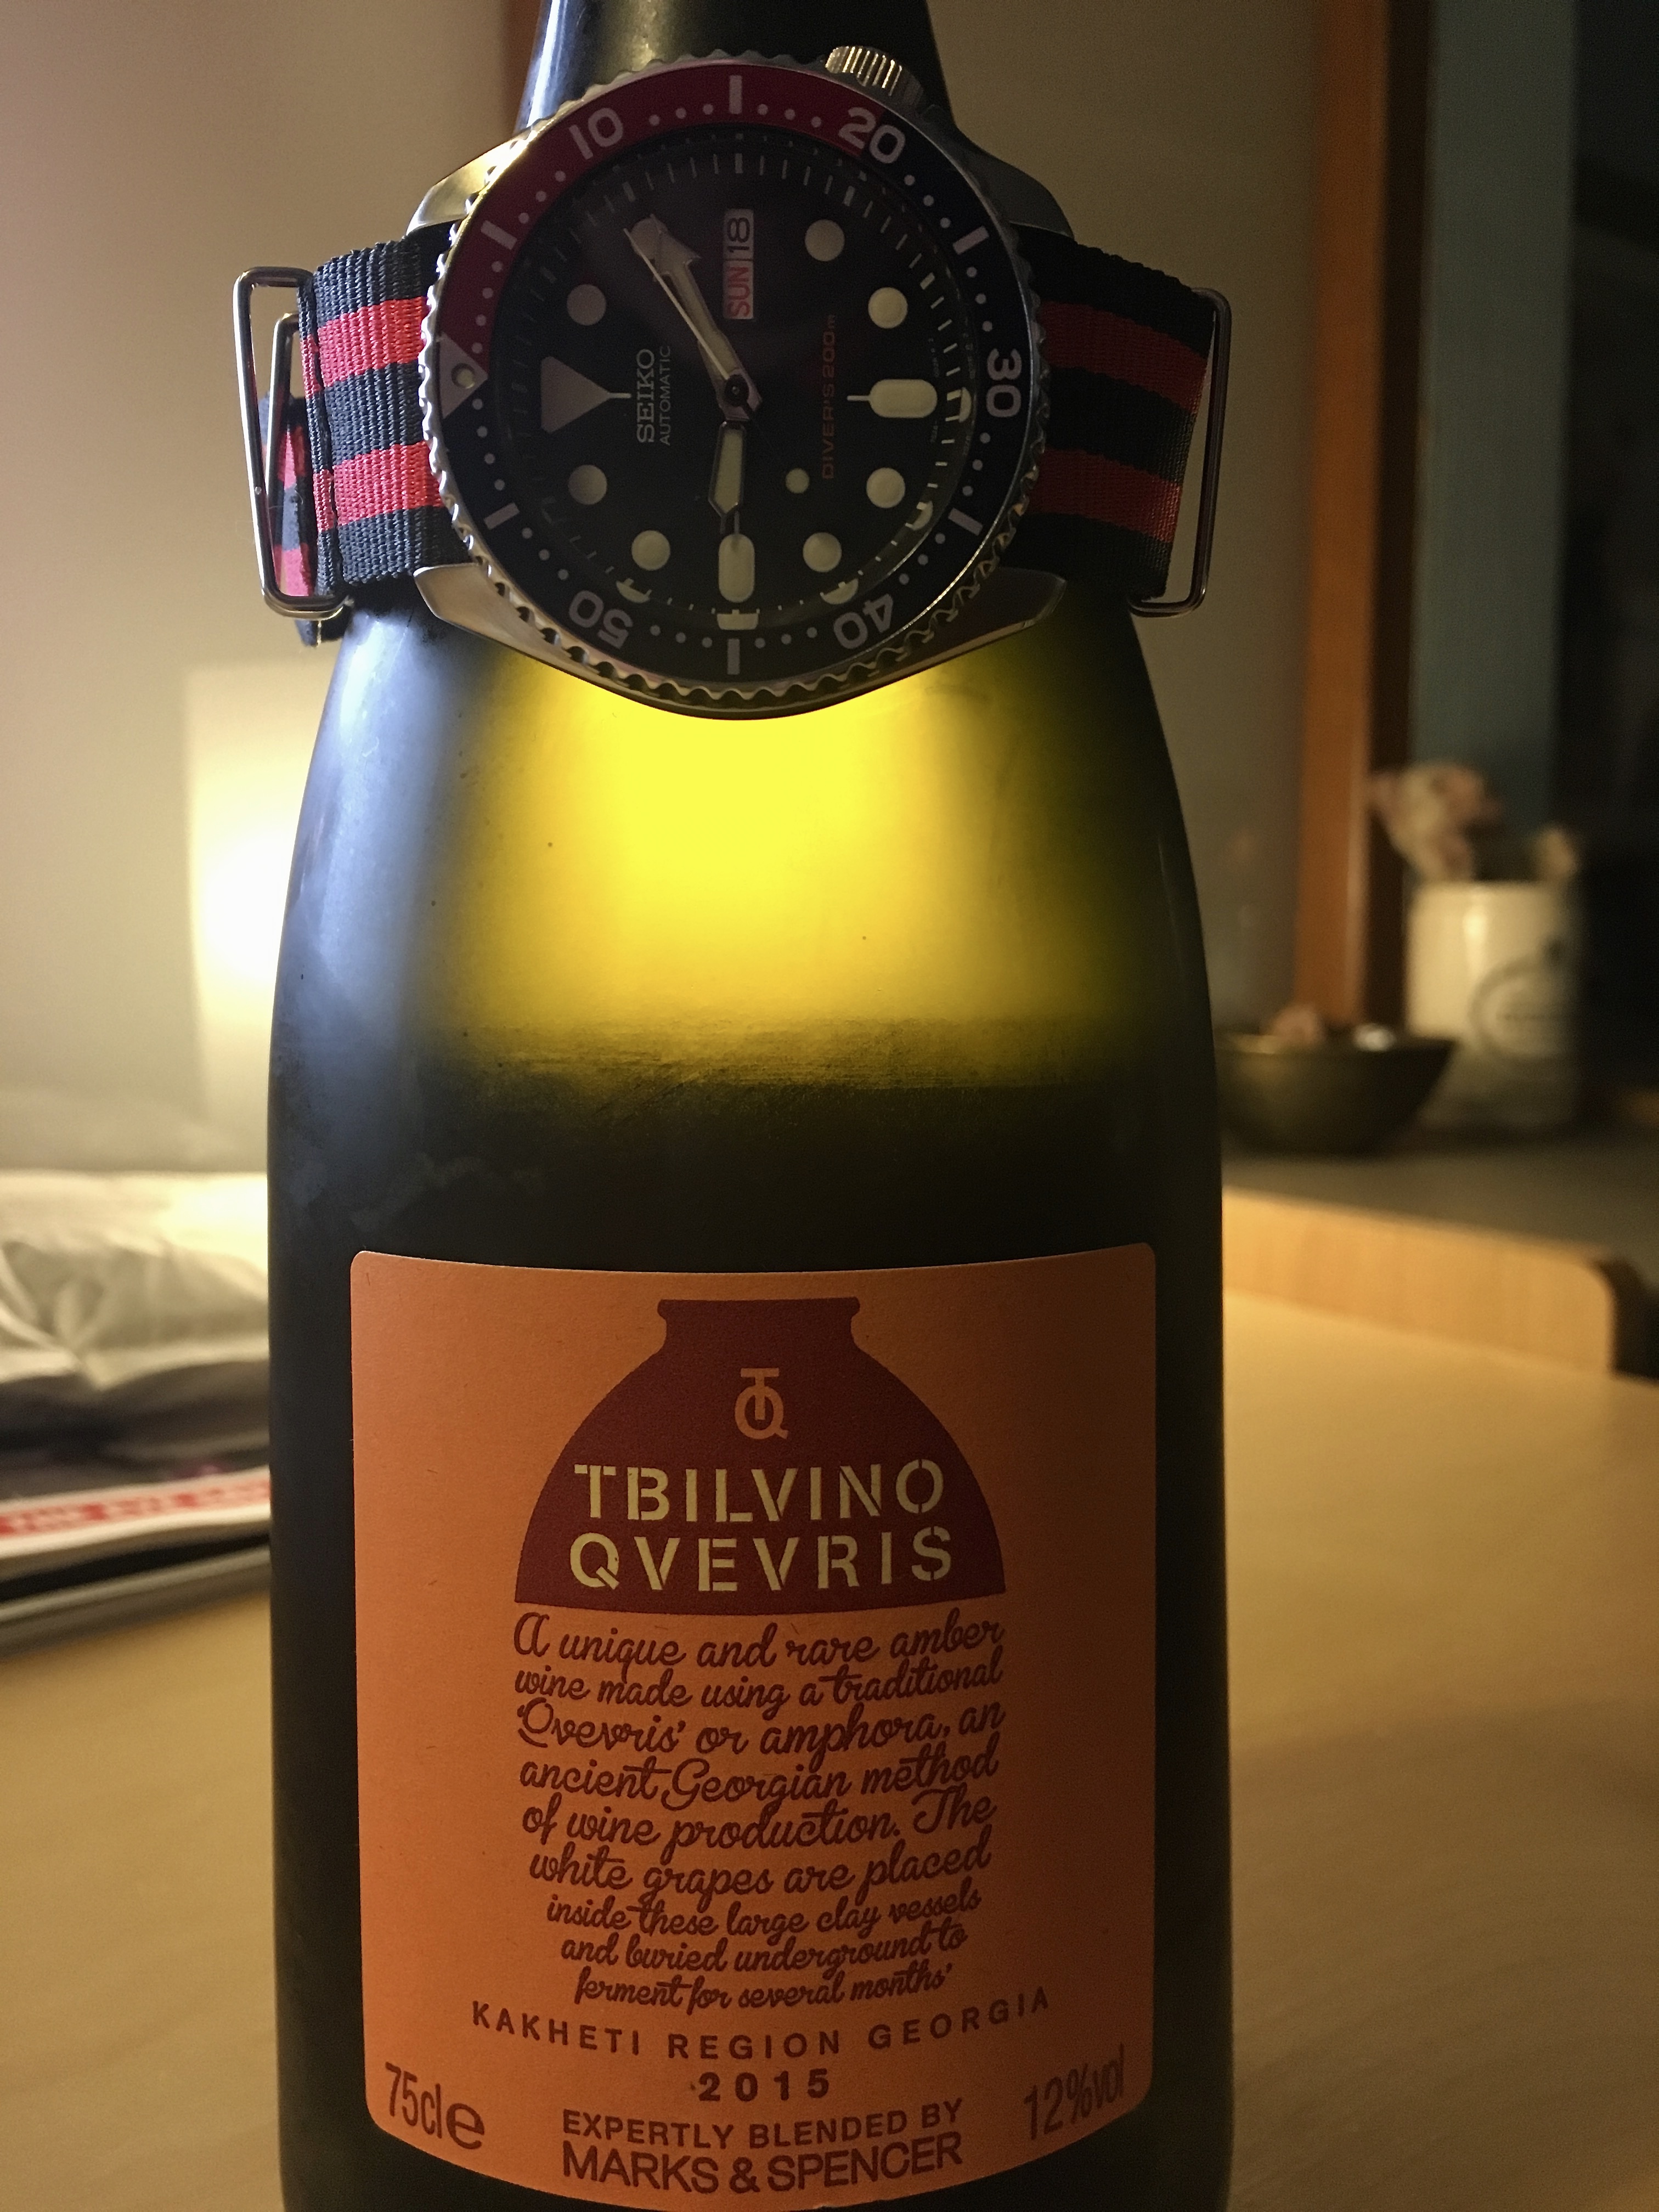 10
20
30
40
50
SUN 18
SEIKO
AUTOMATIC
DIVER'S 200m
TQ
TBILVINO
QVEVRIS
A unique and rare amber
wine made using a traditional
'Qvevris' or amphora, an
ancient Georgian method
of wine production. The
white grapes are placed
inside these large clay vessels
and buried underground to
ferment for several months'
KAKHETI REGION GEORGIA
2015
75cl e
12%vol
EXPERTLY BLENDED BY
MARKS & SPENCER